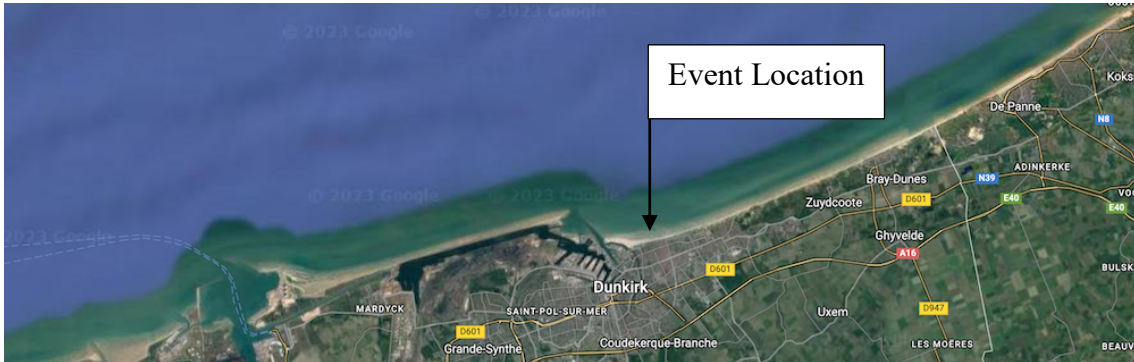 © 2023 Google
Event Location
Koks
De Panne
N8
ADINKERKE
Bray-Dunes
N39
© 2023 Google
© 2023 Google
Zuydcoote
D601
E40
VO
E40
Ghyvelde
A16
2023 Google
D601
BULSK
Dunkirk
MARDYCK
SAINT-POL-SUR-MER
Uxem
D947
D601
Grande-Synthe
Coudekerque-Branche
LES MOËRES
BEAUV